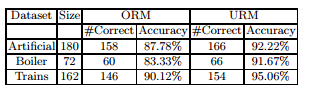 Dataset Size ORM URM
#Correct Accuracy #Correct Accuracy
Artificial 180 158 87.78% 166 92.22%
Boiler 72 60 83.33% 66 91.67%
Trains 162 146 90.12% 154 95.06%